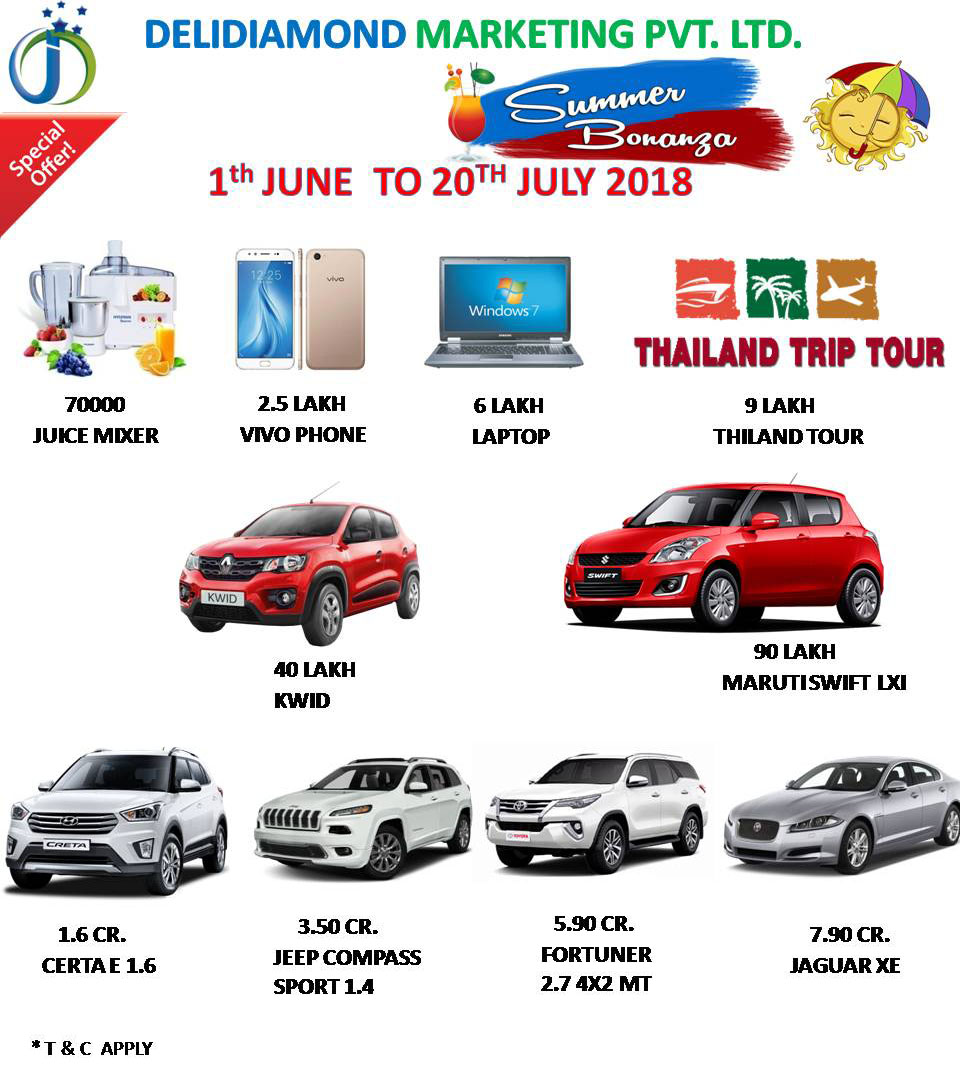 DELIDIAMOND MARKETING PVT. LTD.
Special
Offer!
Summer
Bonanza
1th JUNE TO 20TH JULY 2018
12:25
vivo
Windows 7
THAILAND TRIP TOUR
70000
JUICE MIXER
2.5 LAKH
VIVO PHONE
6 LAKH
LAPTOP
9 LAKH
THILAND TOUR
KWID
SWIFT
40 LAKH
KWID
90 LAKH
MARUTI SWIFT LXI
CRETA
TOYOTA
1.6 CR.
CERTA E 1.6
3.50 CR.
JEEP COMPASS
SPORT 1.4
5.90 CR.
FORTUNER
2.7 4X2 MT
7.90 CR.
JAGUAR XE
* T & C APPLY